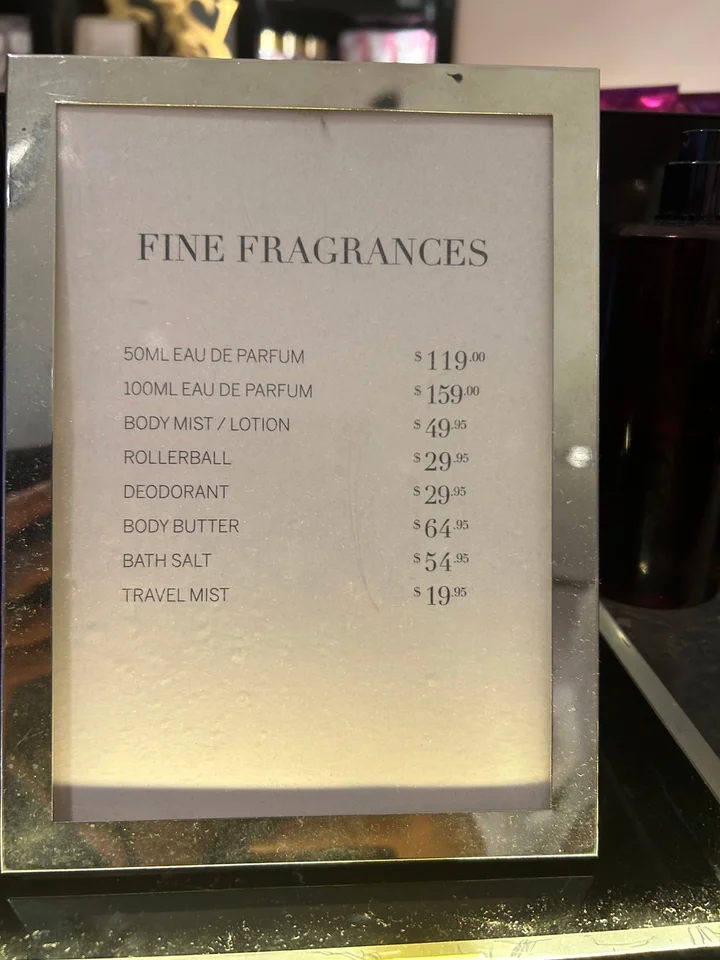 FINE FRAGRANCES
50ML EAU DE PARFUM $119.00
100ML EAU DE PARFUM $159.00
BODY MIST / LOTION $49.95
ROLLERBALL $29.95
DEODORANT $29.95
BODY BUTTER $64.95
BATH SALT $54.95
TRAVEL MIST $19.95